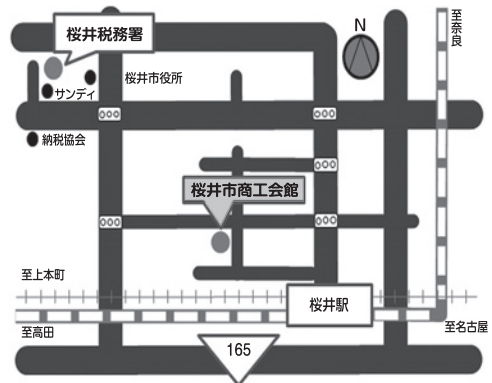 桜井税務署
N
至奈良
桜井市役所
サンディ
納税協会
桜井市商工会館
至上本町
桜井駅
至高田
至名古屋
165